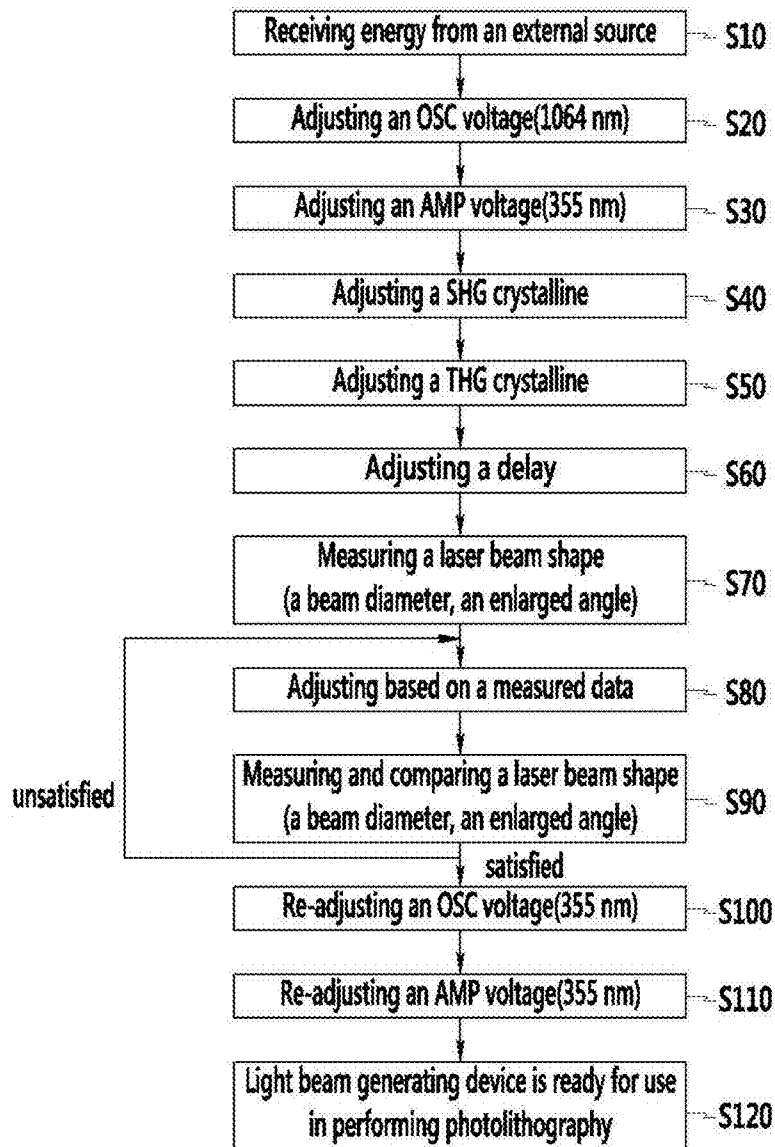 Receiving energy from an external source S10
Adjusting an OSC voltage(1064 nm) S20
Adjusting an AMP voltage(355 nm) S30
Adjusting a SHG crystalline S40
Adjusting a THG crystalline S50
Adjusting a delay S60
Measuring a laser beam shape
(a beam diameter, an enlarged angle) S70
Adjusting based on a measured data S80
Measuring and comparing a laser beam shape
(a beam diameter, an enlarged angle) S90
unsatisfied
satisfied
Re-adjusting an OSC voltage(355 nm) S100
Re-adjusting an AMP voltage(355 nm) S110
Light beam generating device is ready for use
in performing photolithography S120